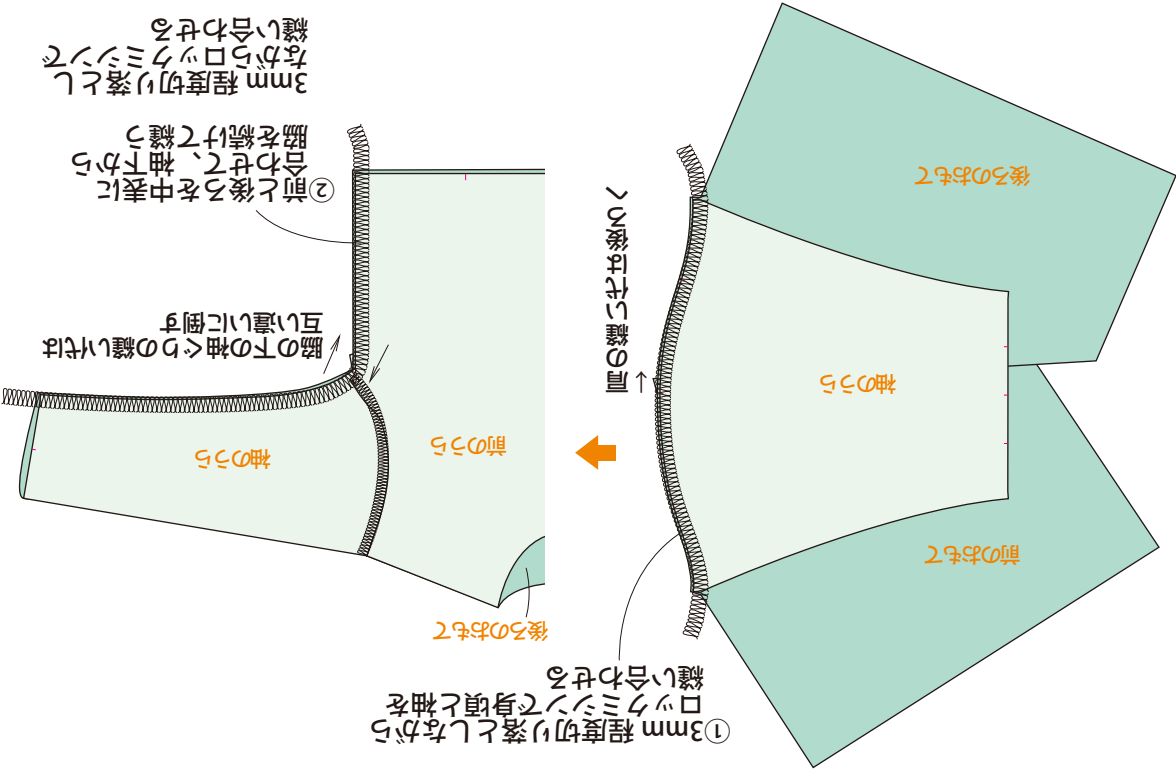 ①3mm 程度切り落としながら
ロックミシンで身頃と袖を
縫い合わせる
前のおもて
袖のうら
後ろのおもて
肩の縫い代は後ろへ
後ろのおもて
前のうら
袖のうら
脇の下の袖ぐりの縫い代は
互い違いに倒す
②前と後ろを中表に
合わせて、袖下から
脇を続けて縫う
3mm 程度切り落とし
ながらロックミシンで
縫い合わせる